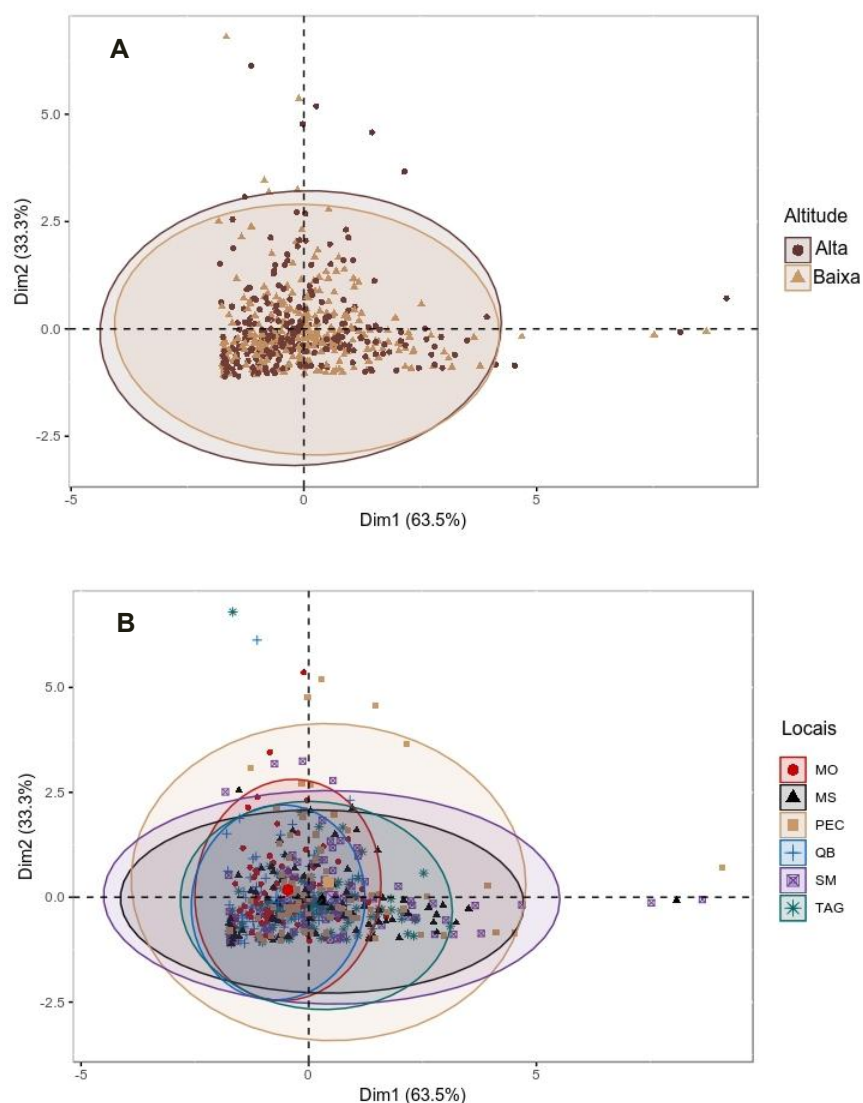 A
5.0
2.5
0.0
-2.5
-5
0
5
Dim2 (33.3%)
Dim1 (63.5%)
Altitude
Alta
Baixa
B
5.0
2.5
0.0
-2.5
-5
0
5
Dim2 (33.3%)
Dim1 (63.5%)
Locais
MO
MS
PEC
QB
SM
TAG